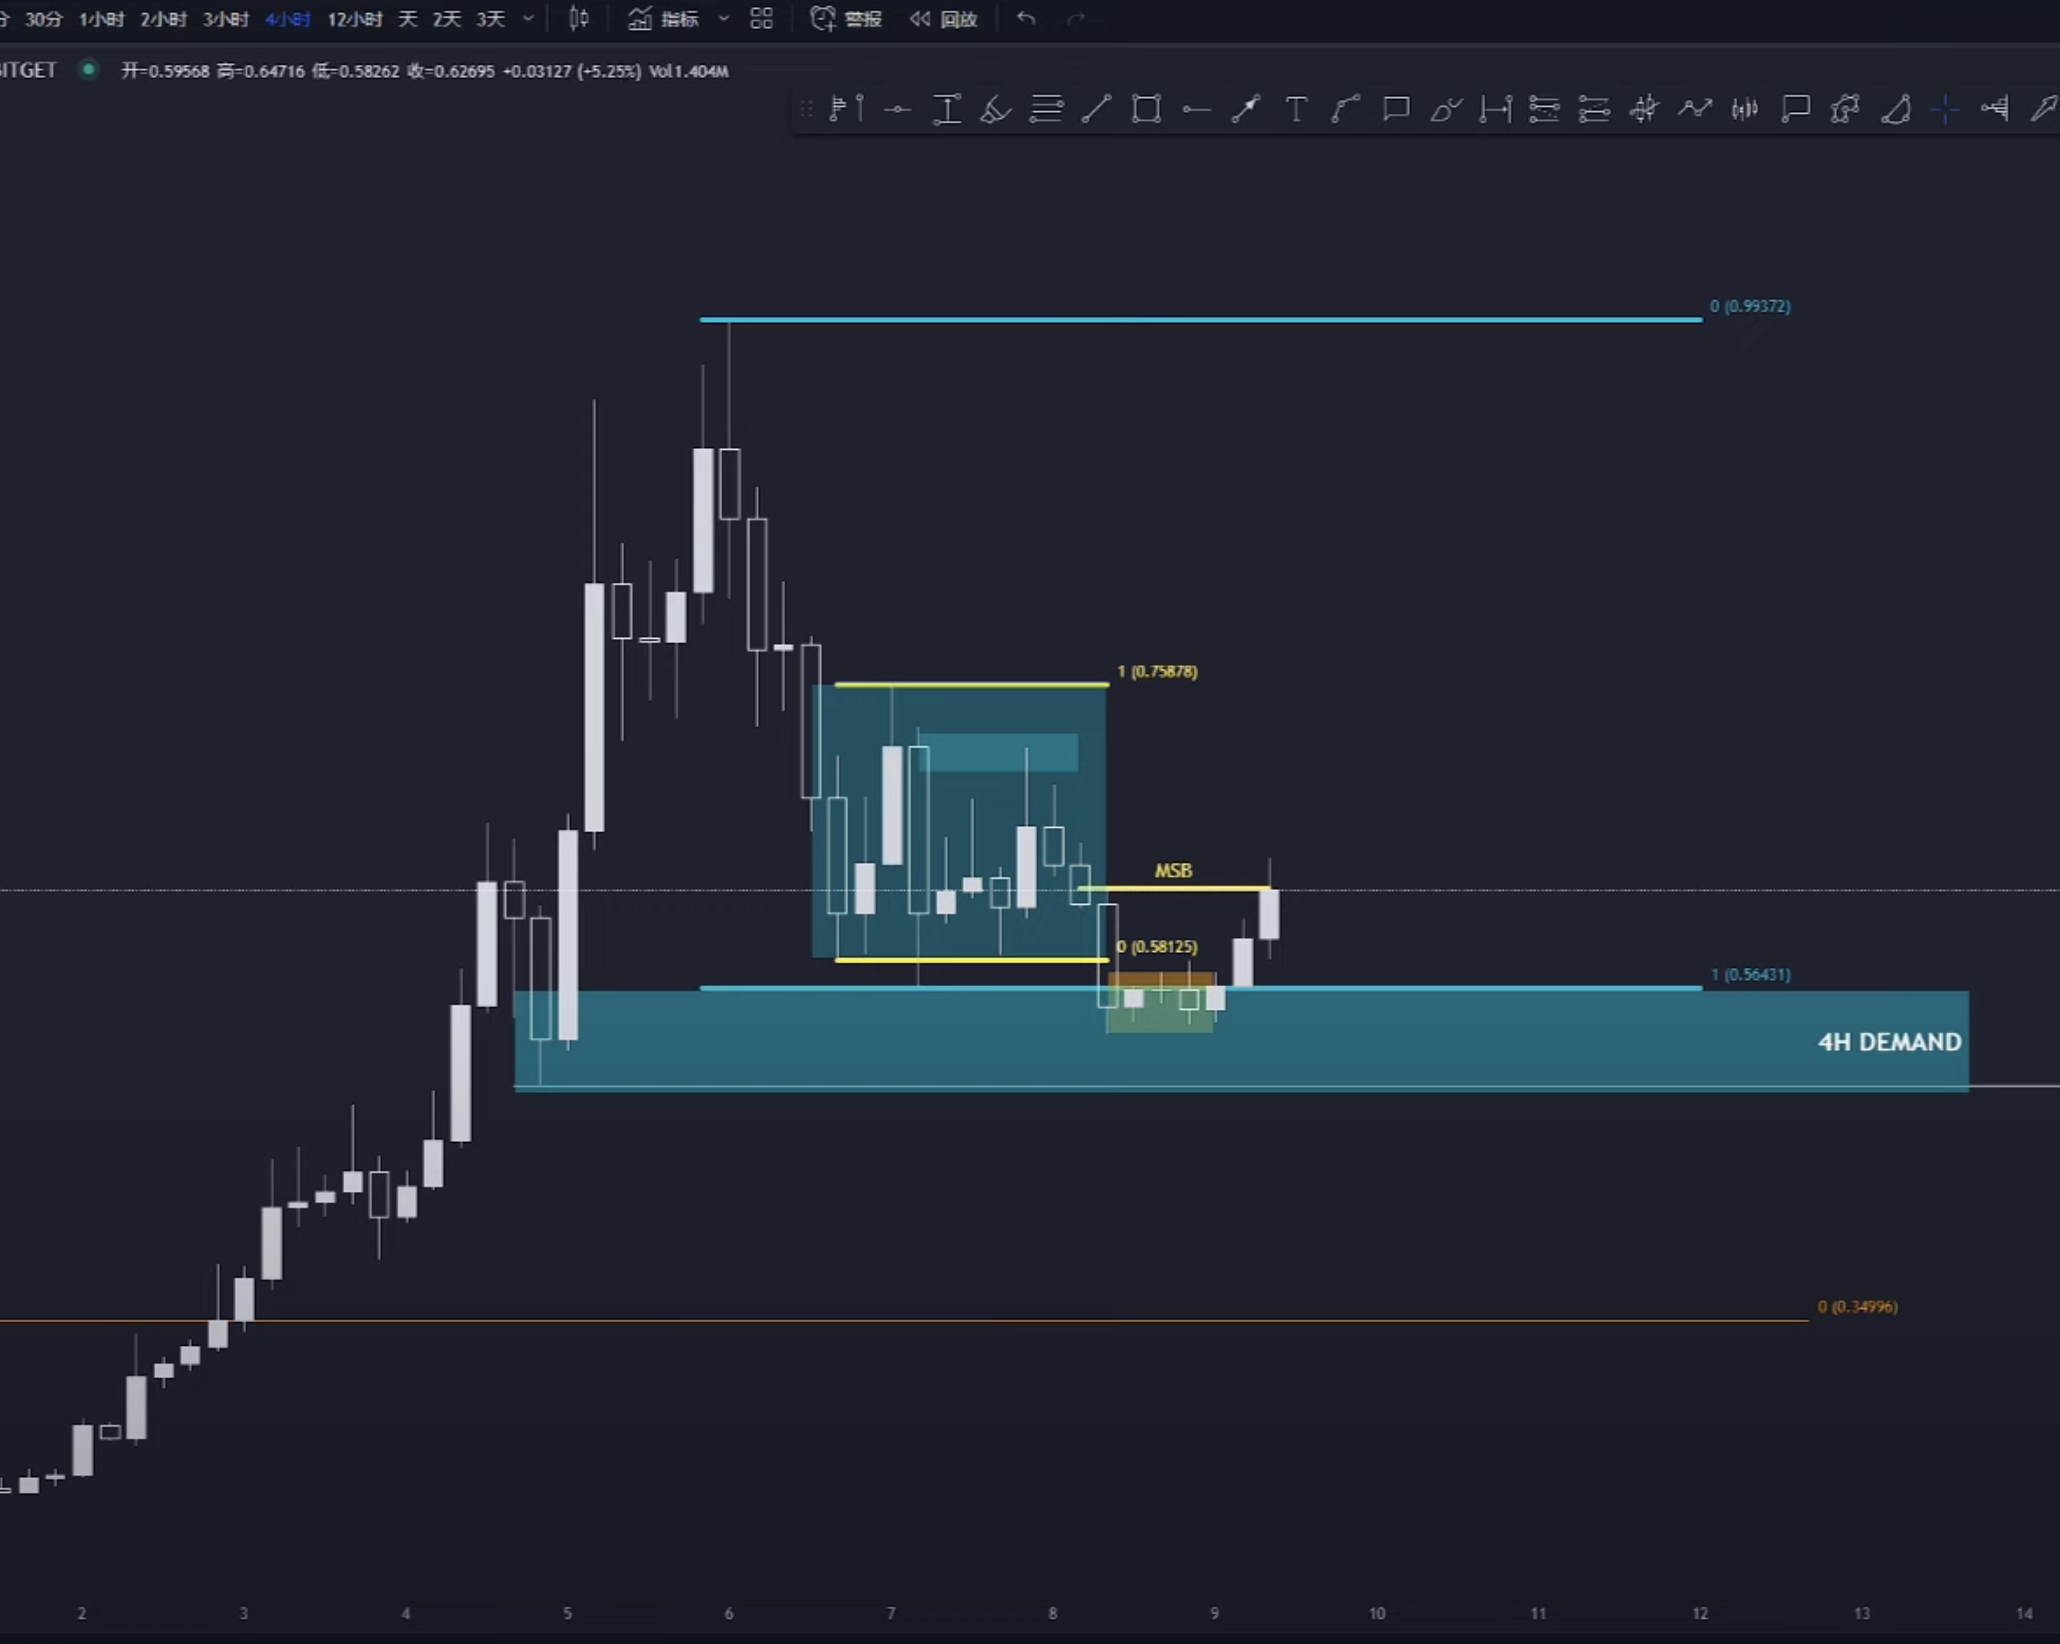 30分 1小时 2小时 3小时 4小时 12小时 天 2天 3天 指标 警报 回放
BITGET 开=0.59568 高=0.64716 低=0.58262 收=0.62695 +0.03127 (+5.25%) Vol1.404M
0 (0.99372)
1 (0.75878)
MSB
0 (0.58125)
1 (0.56431)
4H DEMAND
0 (0.34996)
2 3 4 5 6 7 8 9 10 11 12 13 14